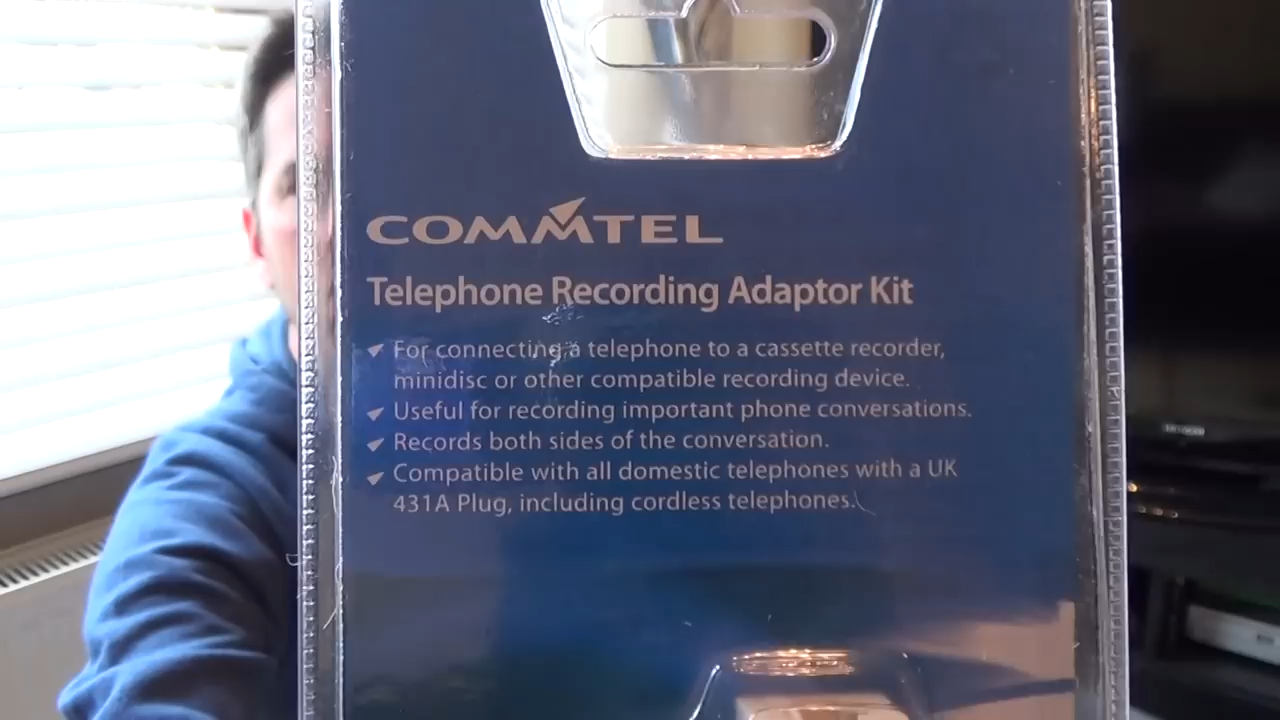 COMMTEL
Telephone Recording Adaptor Kit
For connecting a telephone to a cassette recorder,
minidisc or other compatible recording device.
Useful for recording important phone conversations.
Records both sides of the conversation.
Compatible with all domestic telephones with a UK
431A Plug, including cordless telephones.